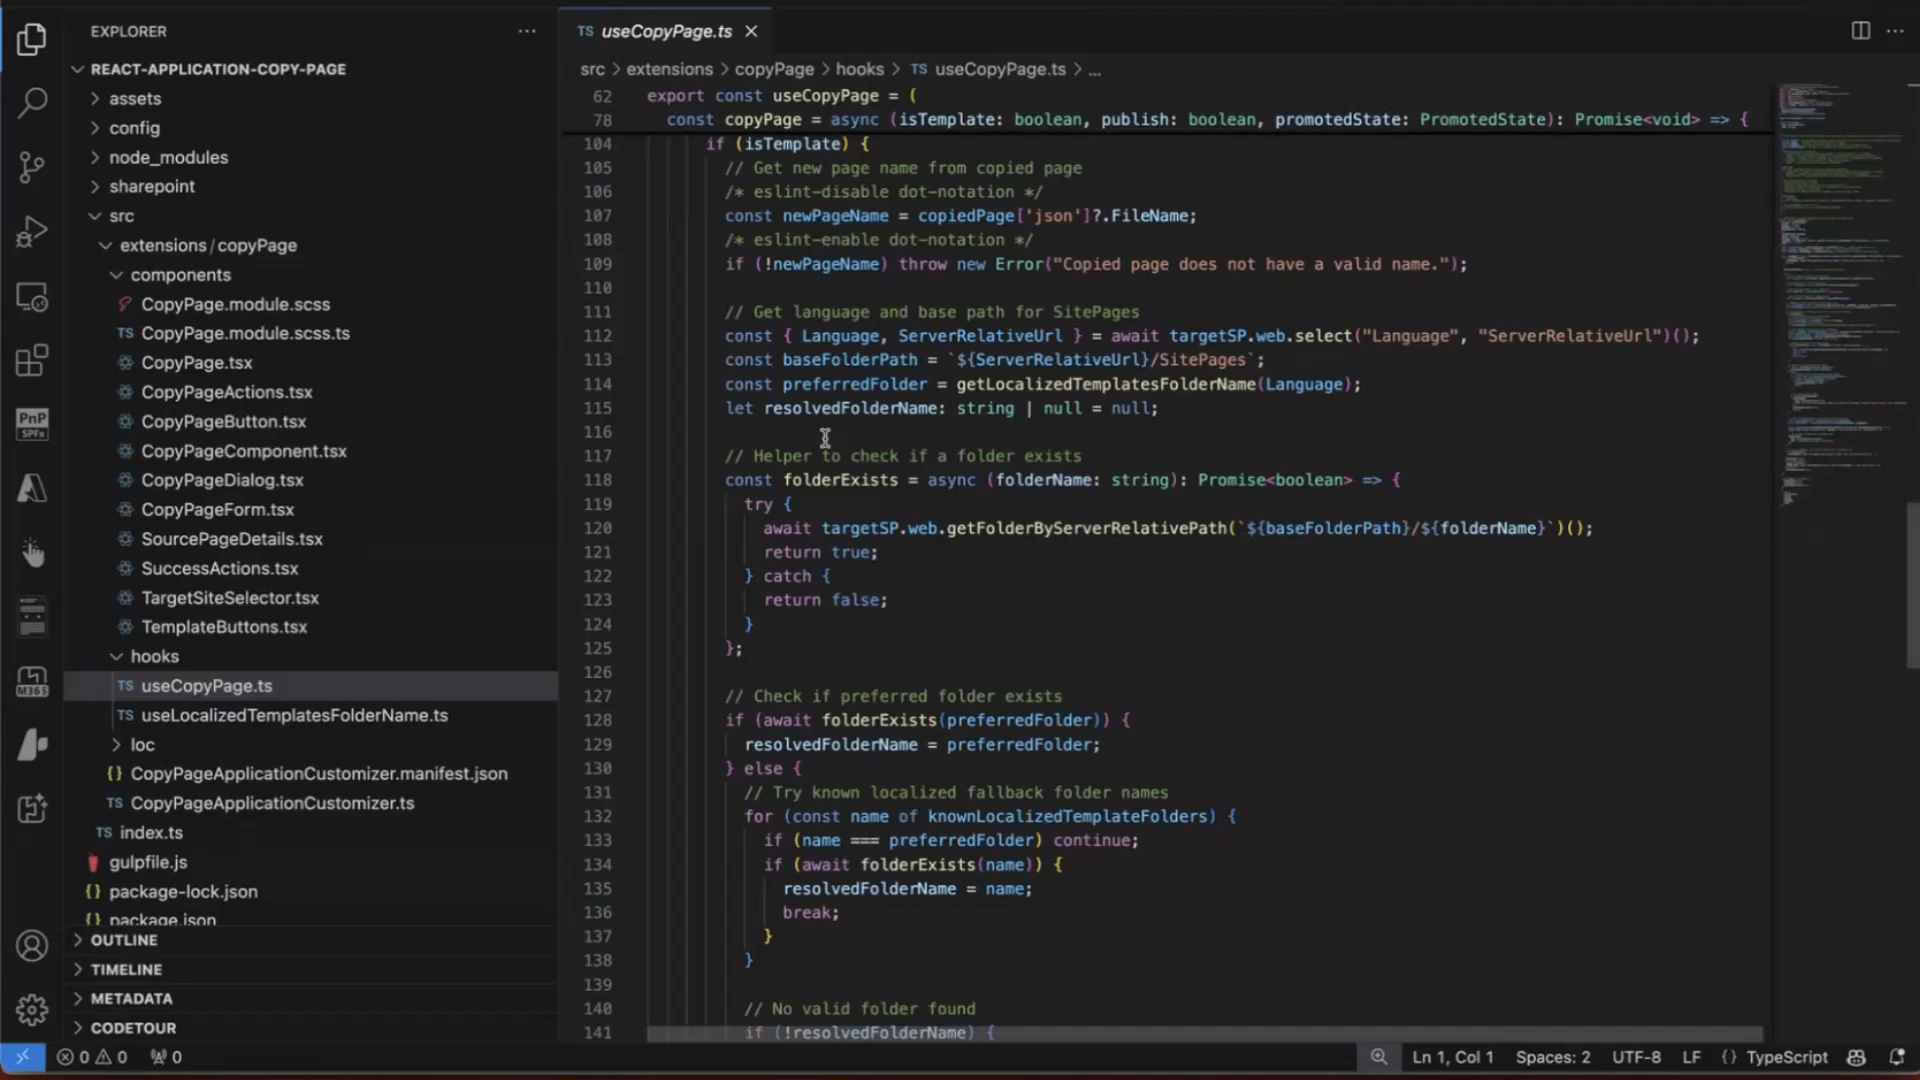 EXPLORER
REACT-APPLICATION-COPY-PAGE
assets
config
node_modules
sharepoint
src
extensions/copyPage
components
CopyPage.module.scss
TS CopyPage.module.scss.ts
CopyPage.tsx
CopyPageActions.tsx
CopyPageButton.tsx
CopyPageComponent.tsx
CopyPageDialog.tsx
CopyPageForm.tsx
SourcePageDetails.tsx
SuccessActions.tsx
TargetSiteSelector.tsx
TemplateButtons.tsx
hooks
TS useCopyPage.ts
TS useLocalizedTemplatesFolderName.ts
loc
{} CopyPageApplicationCustomizer.manifest.json
TS CopyPageApplicationCustomizer.ts
TS index.ts
gulpfile.js
{} package-lock.json
{} package.json
OUTLINE
TIMELINE
METADATA
CODETOUR
PnP
SPFx
M365
TS useCopyPage.ts
src > extensions > copyPage > hooks > TS useCopyPage.ts > ...
62 export const useCopyPage = (
78 const copyPage = async (isTemplate: boolean, publish: boolean, promotedState: PromotedState): Promise<void> => {
104 if (isTemplate) {
105 // Get new page name from copied page
106 /* eslint-disable dot-notation */
107 const newPageName = copiedPage['json']?.FileName;
108 /* eslint-enable dot-notation */
109 if (!newPageName) throw new Error("Copied page does not have a valid name.");
110
111 // Get language and base path for SitePages
112 const { Language, ServerRelativeUrl } = await targetSP.web.select("Language", "ServerRelativeUrl")();
113 const baseFolderPath = `${ServerRelativeUrl}/SitePages`;
114 const preferredFolder = getLocalizedTemplatesFolderName(Language);
115 let resolvedFolderName: string | null = null;
116
117 // Helper to check if a folder exists
118 const folderExists = async (folderName: string): Promise<boolean> => {
119 try {
120 await targetSP.web.getFolderByServerRelativePath(`${baseFolderPath}/${folderName}`)();
121 return true;
122 } catch {
123 return false;
124 }
125 };
126
127 // Check if preferred folder exists
128 if (await folderExists(preferredFolder)) {
129 resolvedFolderName = preferredFolder;
130 } else {
131 // Try known localized fallback folder names
132 for (const name of knownLocalizedTemplateFolders) {
133 if (name === preferredFolder) continue;
134 if (await folderExists(name)) {
135 resolvedFolderName = name;
136 break;
137 }
138 }
139
140 // No valid folder found
141 if (!resolvedFolderName) {
0 0 0 Ln 1, Col 1 Spaces: 2 UTF-8 LF {} TypeScript